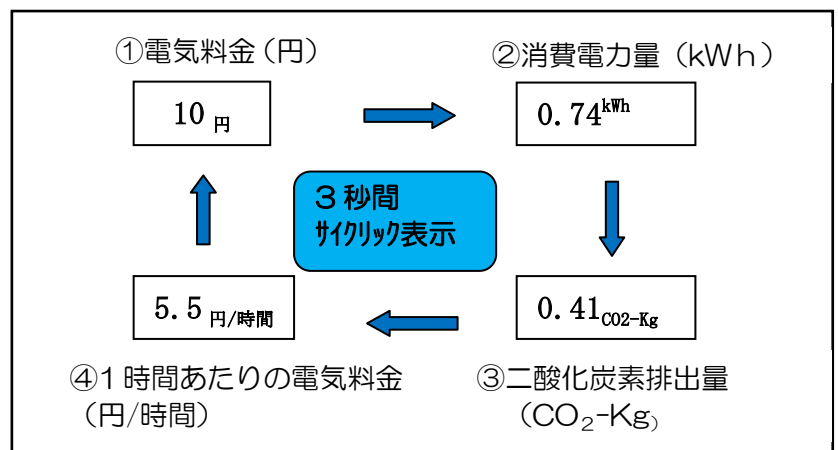 ①電気料金（円）
②消費電力量（kWh）
10 円
0.74kWh
3秒間
ｻｲｸﾘｯｸ表示
5.5 円/時間
0.41CO2-Kg
④1時間あたりの電気料金
（円/時間）
③二酸化炭素排出量
（CO₂-Kg）